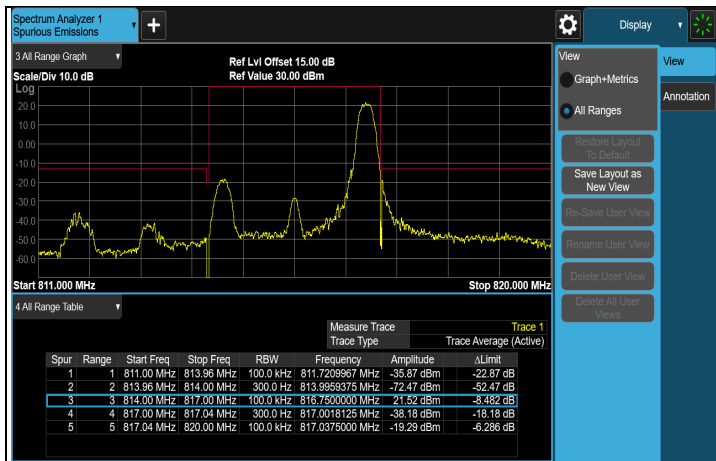 Spectrum Analyzer 1
Spurious Emissions
Display
3 All Range Graph
Ref Lvl Offset 15.00 dB
Scale/Div 10.0 dB
Ref Value 30.00 dBm
Log
20.0
10.0
0.00
-10.0
-20.0
-30.0
-40.0
-50.0
-60.0
Start 811.000 MHz
Stop 820.000 MHz
View
Graph+Metrics
All Ranges
Restore Layout
To Default
Save Layout as
New View
Re-Save User View
Rename User View
Delete User View
Delete All User
Views
View
Annotation
4 All Range Table
Measure Trace Trace 1
Trace Type Trace Average (Active)
Spur Range Start Freq Stop Freq RBW Frequency Amplitude ΔLimit
1 1 811.00 MHz 813.96 MHz 100.0 kHz 811.7209967 MHz -35.87 dBm -22.87 dB
2 2 813.96 MHz 814.00 MHz 300.0 Hz 813.9959375 MHz -72.47 dBm -52.47 dB
3 3 814.00 MHz 817.00 MHz 100.0 kHz 816.7500000 MHz 21.52 dBm -8.482 dB
4 4 817.00 MHz 817.04 MHz 300.0 Hz 817.0018125 MHz -38.18 dBm -18.18 dB
5 5 817.04 MHz 820.00 MHz 100.0 kHz 817.0375000 MHz -19.29 dBm -6.286 dB